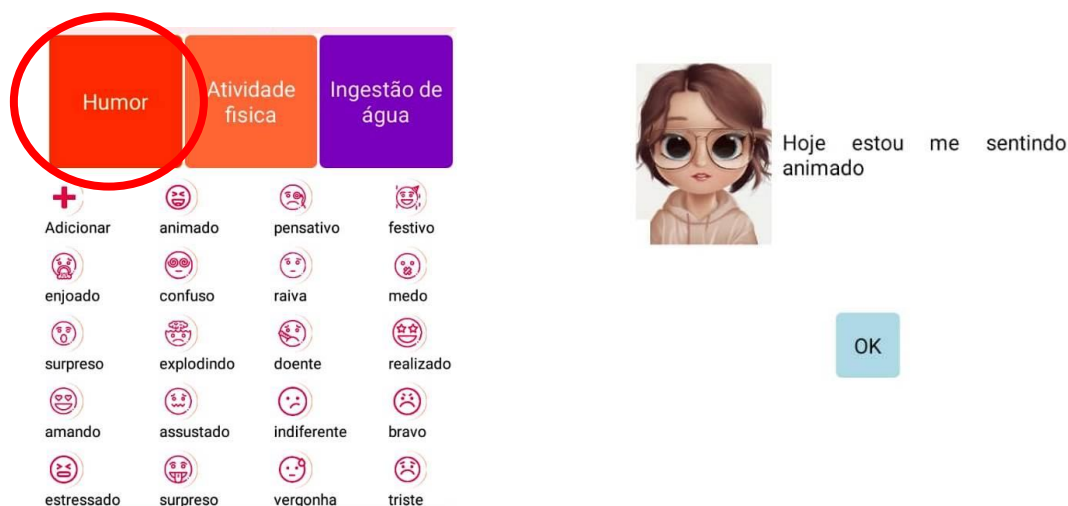 Humor
Atividade
fisica
Ingestão de
água
Adicionar animado pensativo festivo
enjoado confuso raiva medo
surpreso explodindo doente realizado
amando assustado indiferente bravo
estressado surpreso vergonha triste
Hoje estou me sentindo
animado
OK